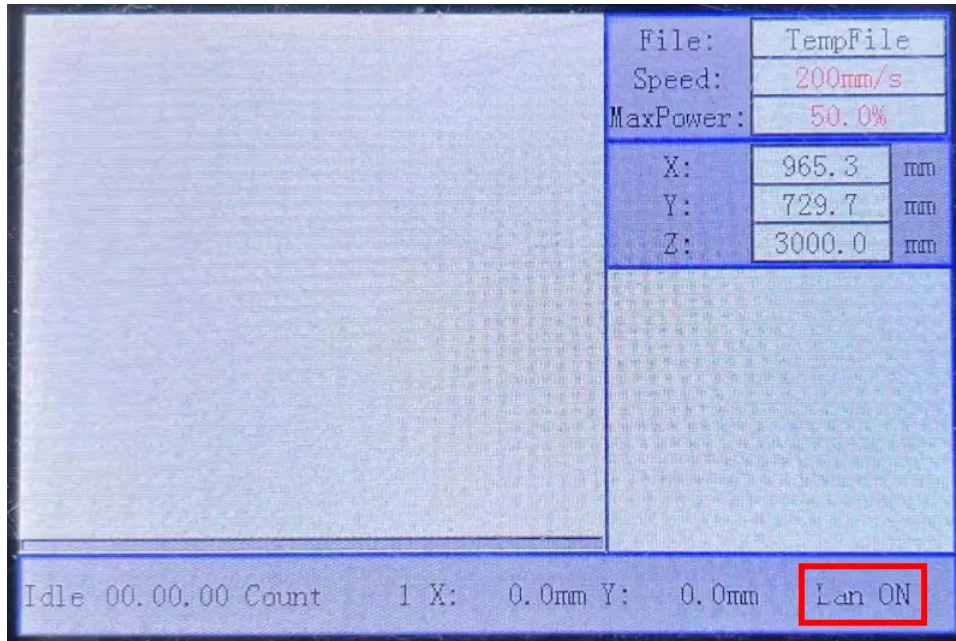 File: TempFile
Speed: 200mm/s
MaxPower: 50.0%
X: 965.3 mm
Y: 729.7 mm
Z: 3000.0 mm
Idle 00.00.00 Count 1 X: 0.0mm Y: 0.0mm Lan ON